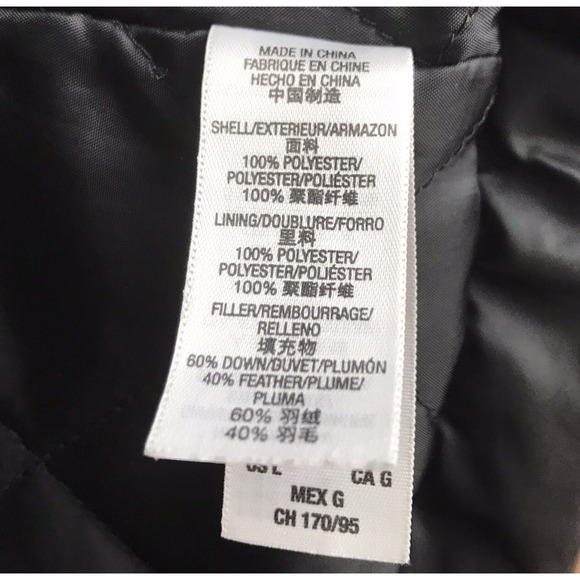 MADE IN CHINA
FABRIQUE EN CHINE
HECHO EN CHINA
中国制造
SHELL/EXTERIEUR/ARMAZON
面料
100% POLYESTER/
POLYESTER/POLIÉSTER
100% 聚酯纤维
LINING/DOUBLURE/FORRO
里料
100% POLYESTER/
POLYESTER/POLIÉSTER
100% 聚酯纤维
FILLER/REMBOURRAGE/
RELLENO
填充物
60% DOWN/DUVET/PLUMÓN
40% FEATHER/PLUME/
PLUMA
60% 羽绒
40% 羽毛
US L CA G
MEX G
CH 170/95